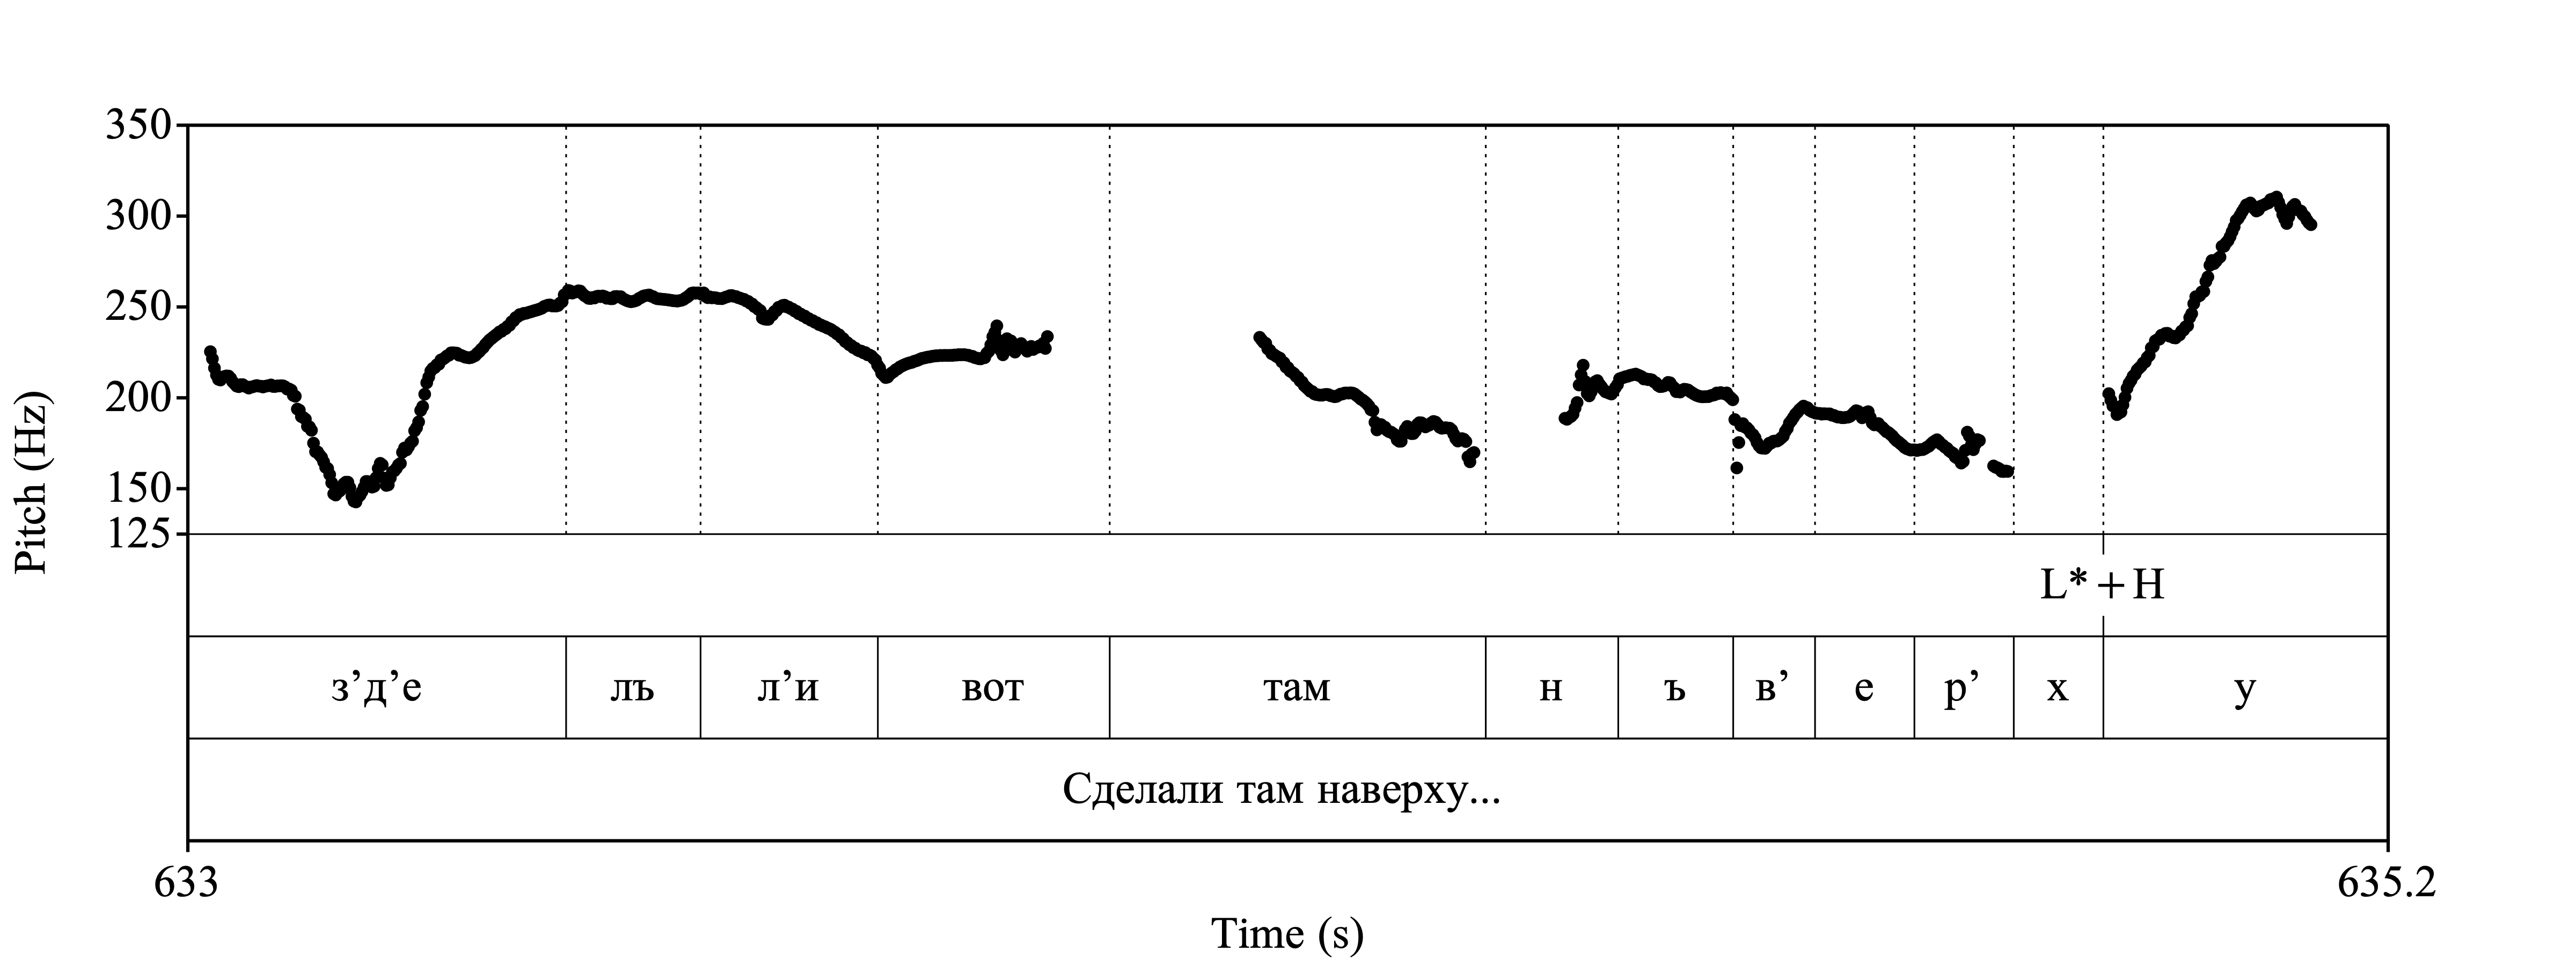 350
300
250
200
150
125
Pitch (Hz)
L*+H
з’д’е лъ л’и вот там н ъ в’ е р’ х у
Сделали там наверху...
633 635.2
Time (s)